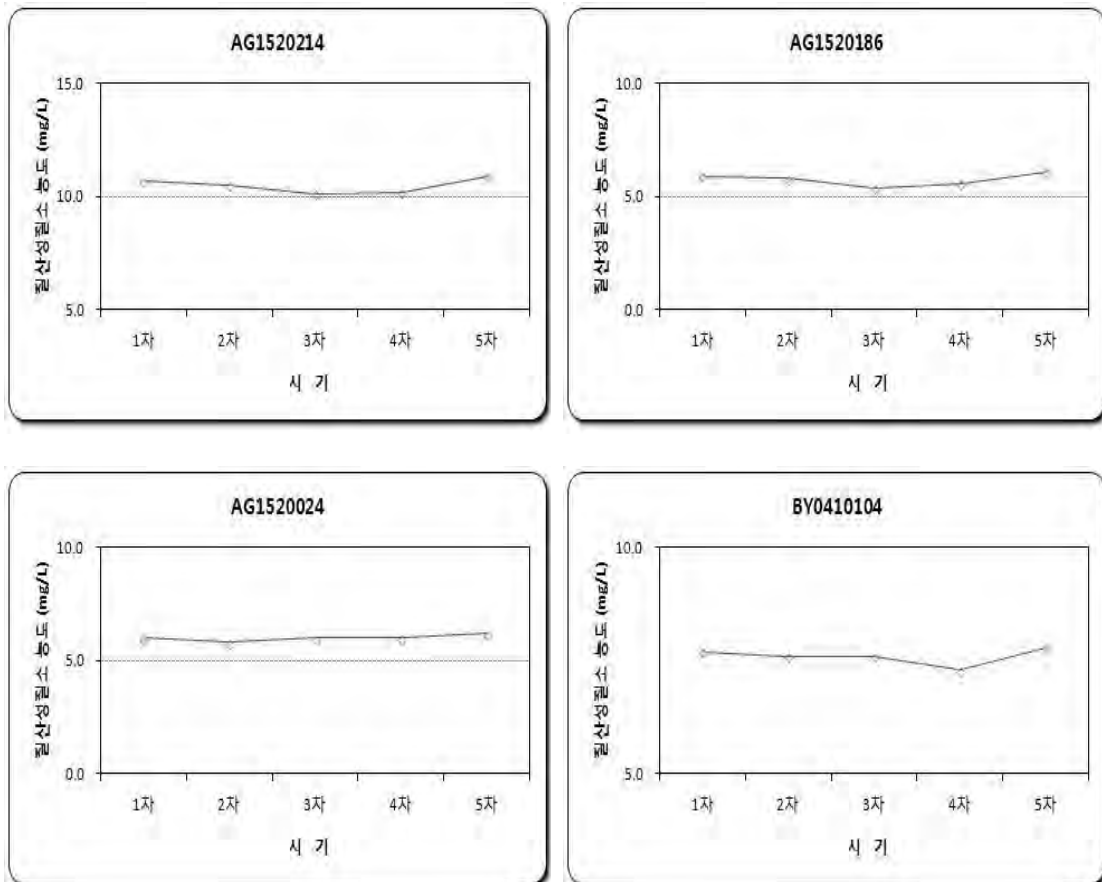 AG1520214
질산성질소 농도 (mg/L)
15.0
10.0
5.0
1차
2차
3차
4차
5차
시 기
AG1520186
질산성질소 농도 (mg/L)
10.0
5.0
0.0
1차
2차
3차
4차
5차
시 기
AG1520024
질산성질소 농도 (mg/L)
10.0
5.0
0.0
1차
2차
3차
4차
5차
시 기
BY0410104
질산성질소 농도 (mg/L)
10.0
5.0
1차
2차
3차
4차
5차
시 기